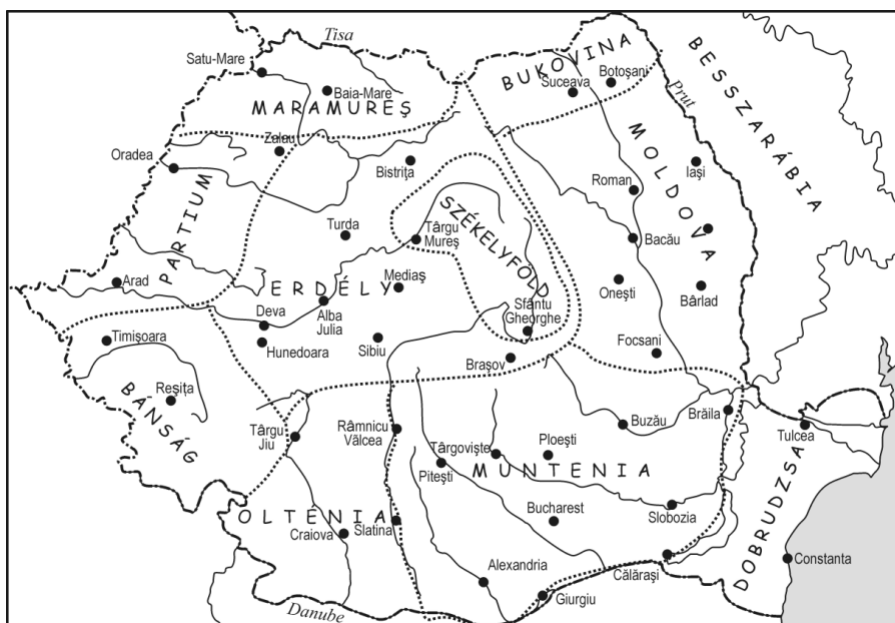 Tisa
Satu-Mare
Baia-Mare
MARAMUREŞ
BUKOVINA
Suceava
Botoşani
Prut
BESSZARÁBIA
Oradea
Zalau
Bistriţa
PARTIUM
Turda
Târgu
Mureş
SZÉKELYFÖLD
Roman
Iaşi
MOLDOVA
Bacău
Arad
ERDÉLY
Mediaş
Alba
Julia
Deva
Hunedoara
Sibiu
Sfântu
Gheorghe
Oneşti
Bârlad
Timişoara
Braşov
Focsani
BÁNSÁG
Reşiţa
Târgu
Jiu
Râmnicu
Vâlcea
Târgovişte
Ploeşti
Piteşti
MUNTENIA
Buzău
Brăila
Tulcea
OLTÉNIA
Slatina
Craiova
Bucharest
Slobozia
DOBRUDZSA
Alexandria
Călăraşi
Constanta
Danube
Giurgiu